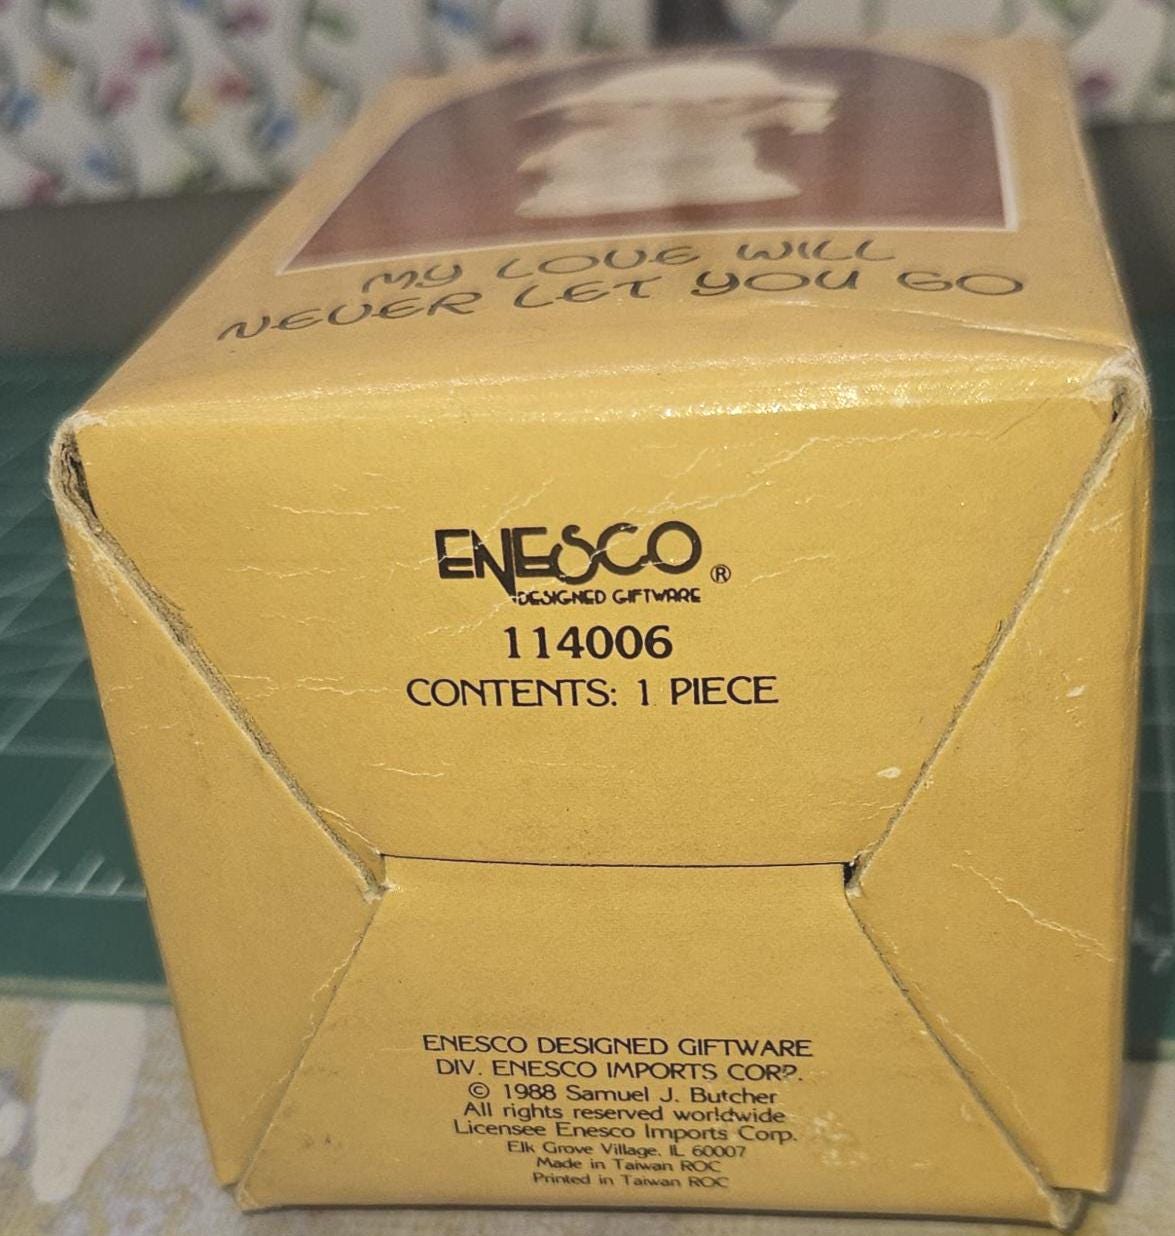 MY LOVE WILL
NEVER LET YOU GO
ENESCO ®
DESIGNED GIFTWARE
114006
CONTENTS: 1 PIECE
ENESCO DESIGNED GIFTWARE
DIV. ENESCO IMPORTS CORP.
© 1988 Samuel J. Butcher
All rights reserved worldwide
Licensee Enesco Imports Corp.
Elk Grove Village, IL 60007
Made in Taiwan ROC
Printed in Taiwan ROC